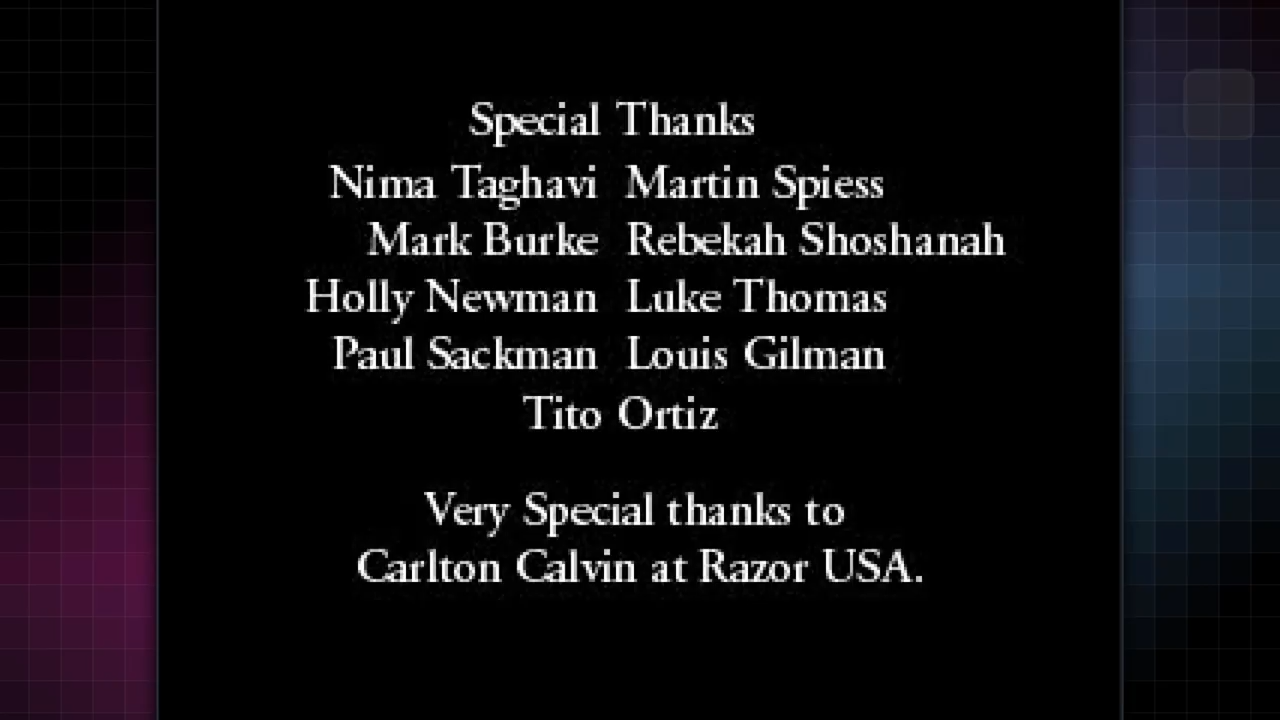 Special Thanks
Nima Taghavi Martin Spiess
Mark Burke Rebekah Shoshanah
Holly Newman Luke Thomas
Paul Sackman Louis Gilman
Tito Ortiz
Very Special thanks to
Carlton Calvin at Razor USA.